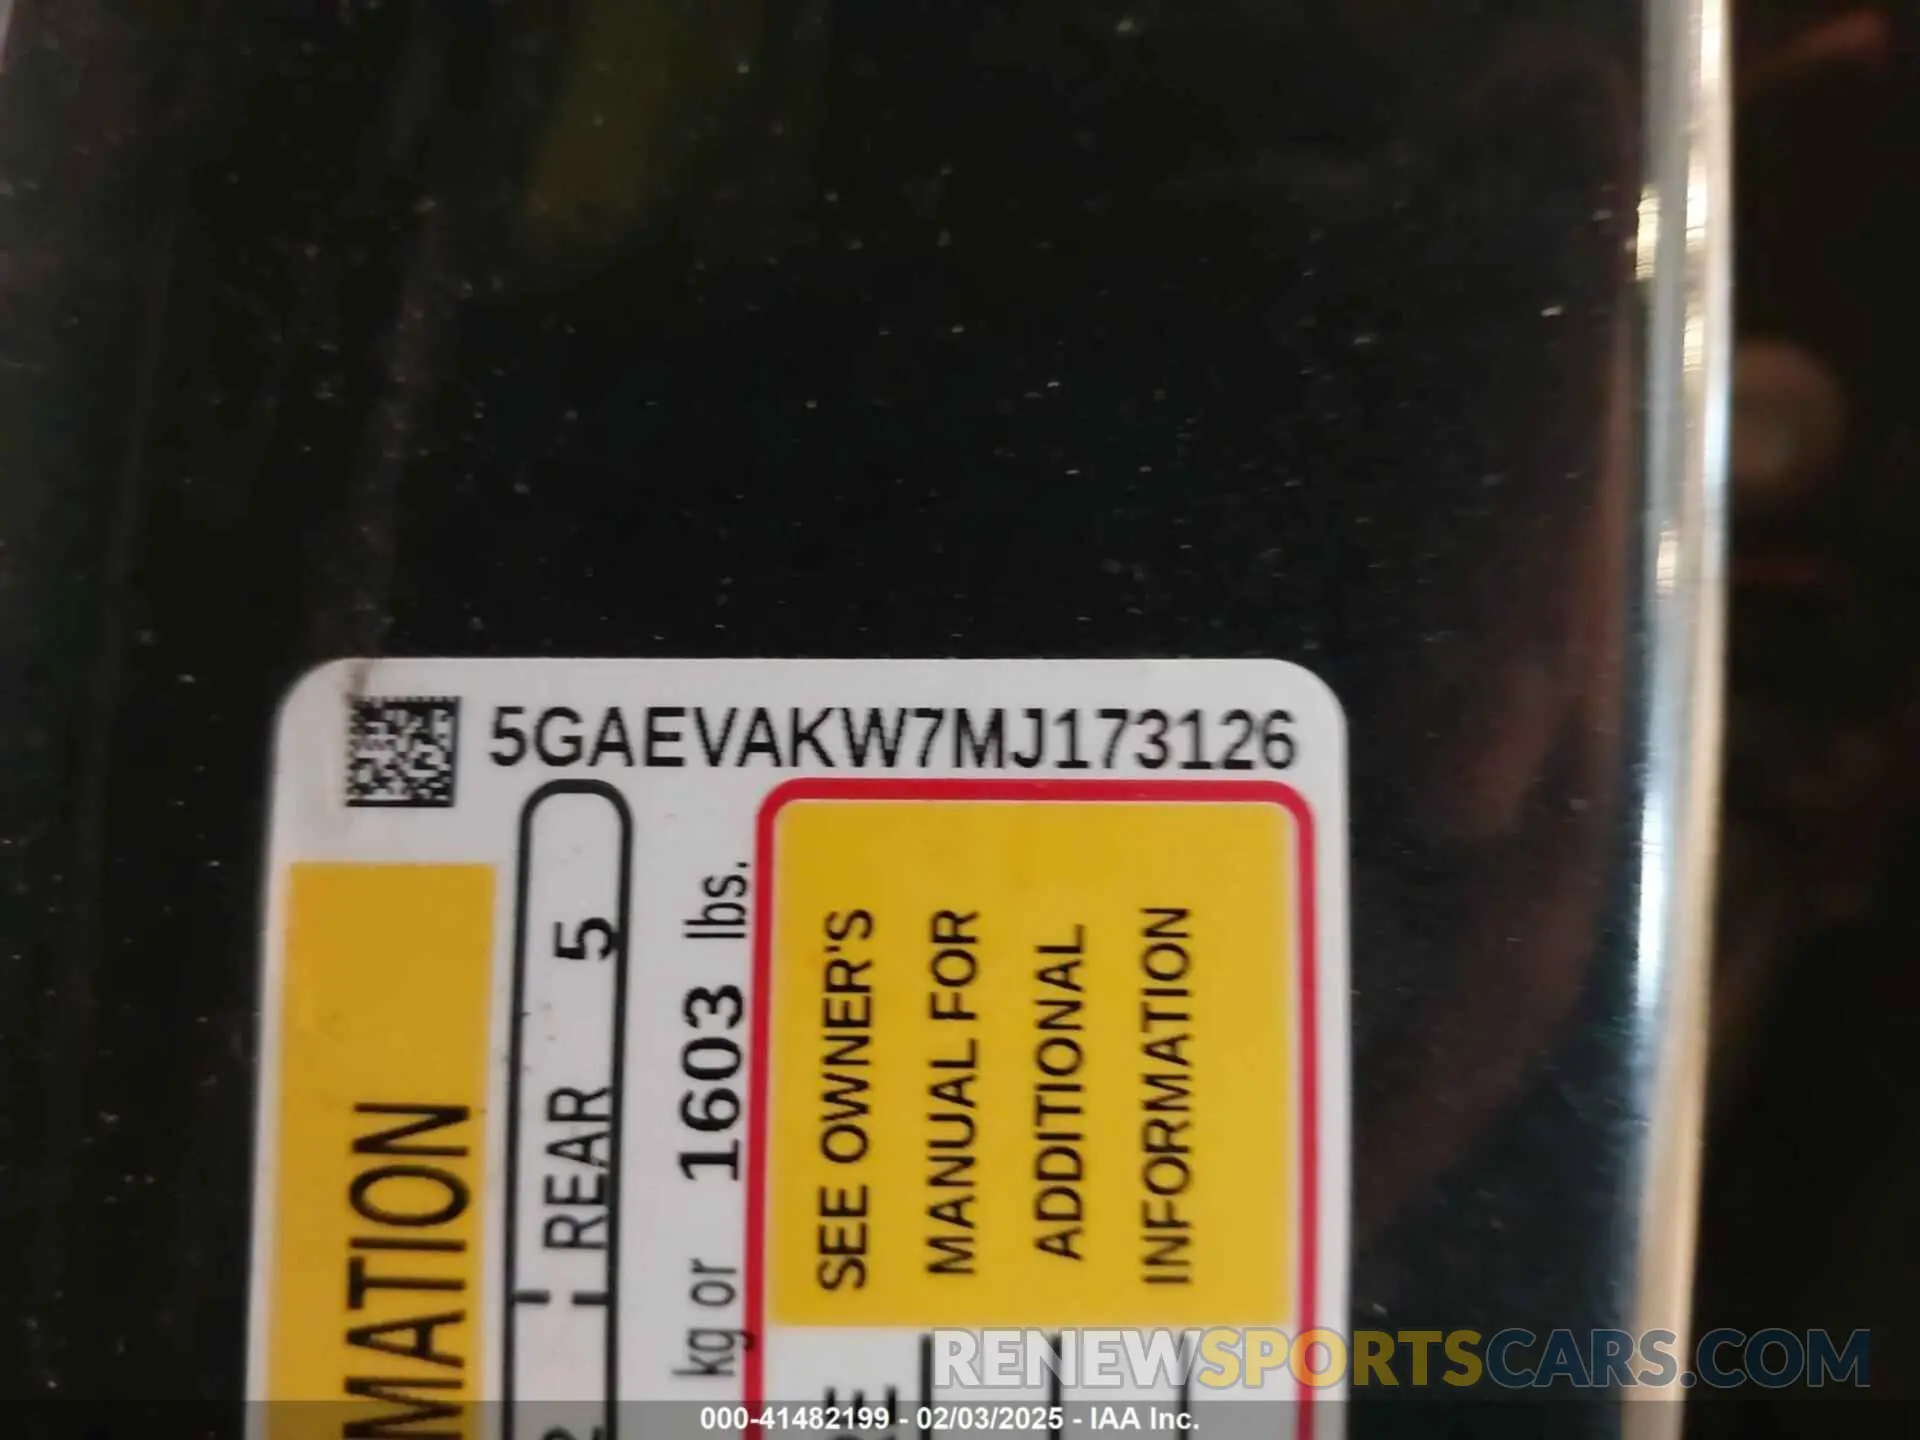 5GAEVAKW7MJ173126
MATION
REAR 5
kg or 1603 lbs.
SEE OWNER'S
MANUAL FOR
ADDITIONAL
INFORMATION
RENEWSPORTSCARS.COM
000-41482199 - 02/03/2025 - IAA Inc.